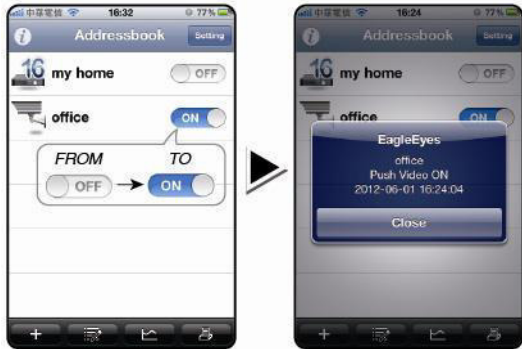 中華電信 16:32 77%
Addressbook Setting
16 my home OFF
office ON
FROM TO
OFF ON
中華電信 16:24 77%
Addressbook Setting
16 my home OFF
office ON
EagleEyes
office
Push Video ON
2012-06-01 16:24:04
Close